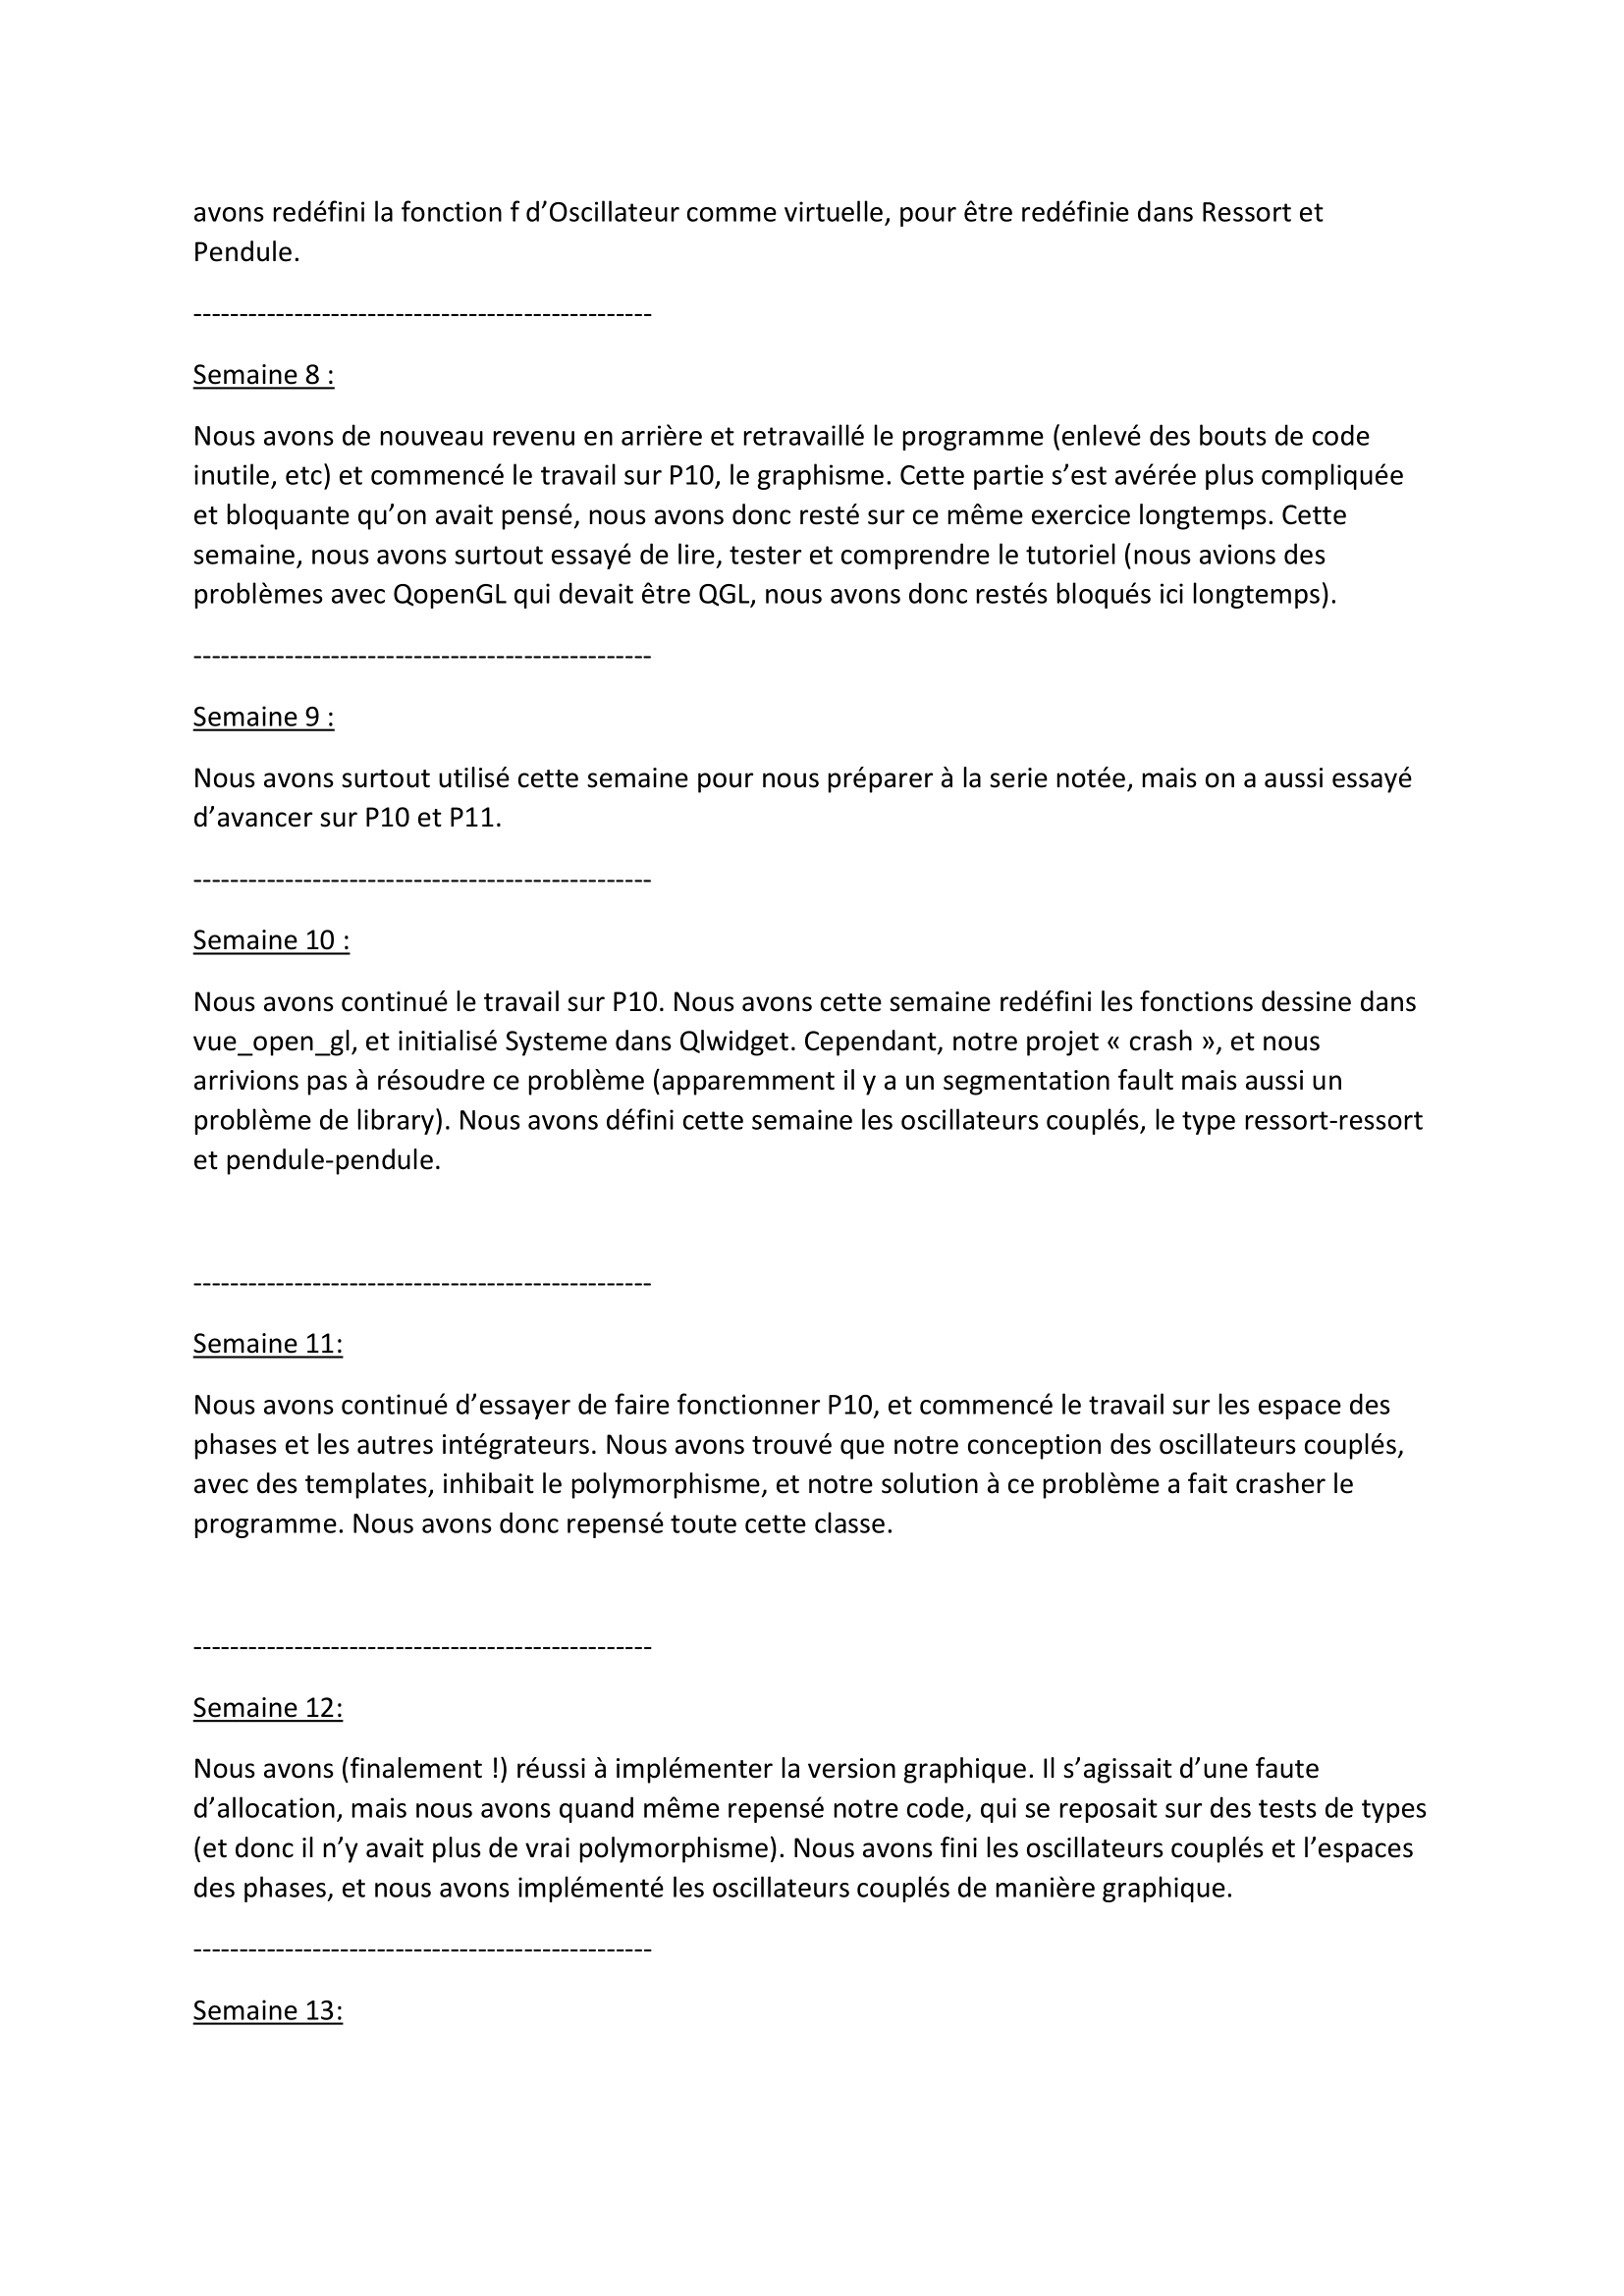 avons redéfini la fonction f d’Oscillateur comme virtuelle, pour être redéfinie dans Ressort et
Pendule.
--------------------------------------------------
Semaine 8 :
Nous avons de nouveau revenu en arrière et retravaillé le programme (enlevé des bouts de code
inutile, etc) et commencé le travail sur P10, le graphisme. Cette partie s’est avérée plus compliquée
et bloquante qu’on avait pensé, nous avons donc resté sur ce même exercice longtemps. Cette
semaine, nous avons surtout essayé de lire, tester et comprendre le tutoriel (nous avions des
problèmes avec QopenGL qui devait être QGL, nous avons donc restés bloqués ici longtemps).
--------------------------------------------------
Semaine 9 :
Nous avons surtout utilisé cette semaine pour nous préparer à la serie notée, mais on a aussi essayé
d’avancer sur P10 et P11.
--------------------------------------------------
Semaine 10 :
Nous avons continué le travail sur P10. Nous avons cette semaine redéfini les fonctions dessine dans
vue_open_gl, et initialisé Systeme dans Qlwidget. Cependant, notre projet « crash », et nous
arrivions pas à résoudre ce problème (apparemment il y a un segmentation fault mais aussi un
problème de library). Nous avons défini cette semaine les oscillateurs couplés, le type ressort-ressort
et pendule-pendule.
--------------------------------------------------
Semaine 11:
Nous avons continué d’essayer de faire fonctionner P10, et commencé le travail sur les espace des
phases et les autres intégrateurs. Nous avons trouvé que notre conception des oscillateurs couplés,
avec des templates, inhibait le polymorphisme, et notre solution à ce problème a fait crasher le
programme. Nous avons donc repensé toute cette classe.
--------------------------------------------------
Semaine 12:
Nous avons (finalement !) réussi à implémenter la version graphique. Il s’agissait d’une faute
d’allocation, mais nous avons quand même repensé notre code, qui se reposait sur des tests de types
(et donc il n’y avait plus de vrai polymorphisme). Nous avons fini les oscillateurs couplés et l’espaces
des phases, et nous avons implémenté les oscillateurs couplés de manière graphique.
--------------------------------------------------
Semaine 13: